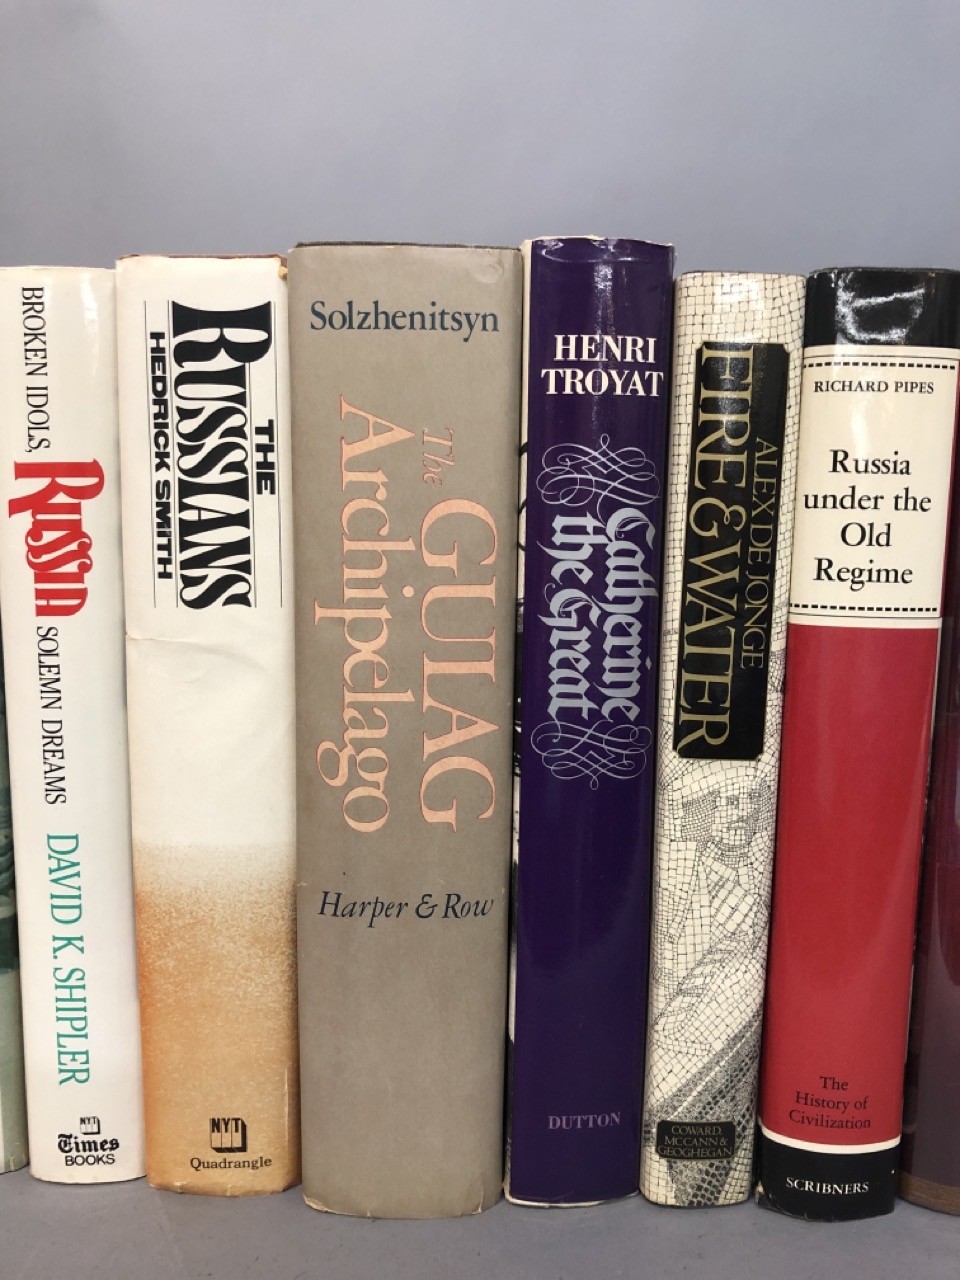 BROKEN IDOLS,
RUSSIA
SOLEMN DREAMS
DAVID K. SHIPLER
NYT
Times
BOOKS
THE
RUSSIANS
HEDRICK SMITH
NYT
Quadrangle
Solzhenitsyn
The GULAG
Archipelago
Harper & Row
HENRI
TROYAT
Catherine
the Great
DUTTON
ALEX DE JONGE
FIRE & WATER
COWARD,
MCCANN &
GEOGHEGAN
RICHARD PIPES
Russia
under the
Old
Regime
The
History of
Civilization
SCRIBNERS